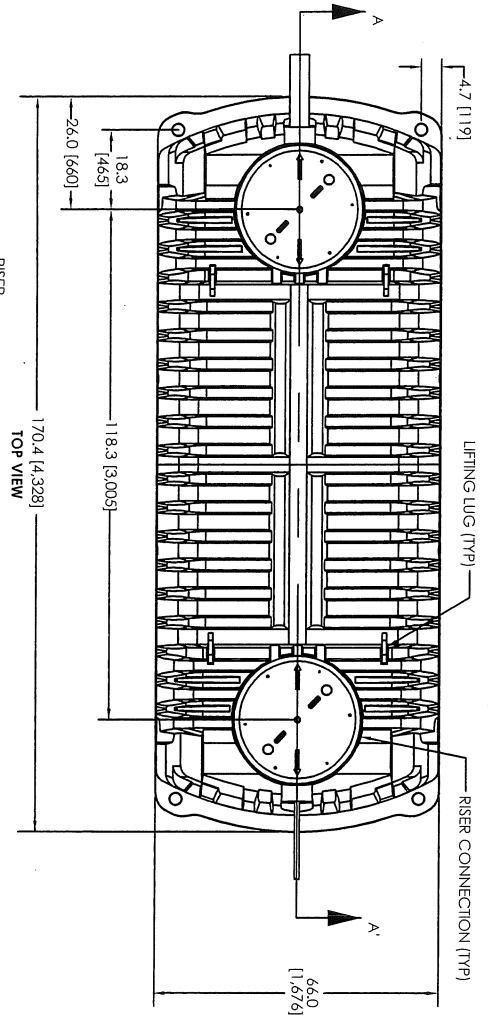 A
A'
LIFTING LUG (TYP)
RISER CONNECTION (TYP)
4.7 [119]
18.3
[465]
26.0 [660]
118.3 [3,005]
170.4 [4,328]
66.0
[1,676]
TOP VIEW